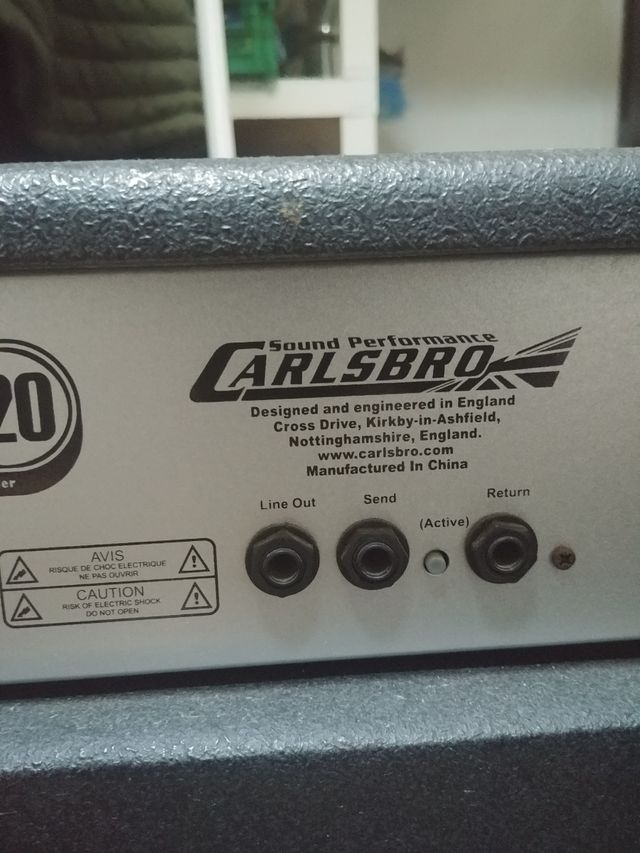 Sound Performance
CARLSBRO
Designed and engineered in England
Cross Drive, Kirkby-in-Ashfield,
Nottinghamshire, England.
www.carlsbro.com
Manufactured In China
20
er
Line Out
Send
(Active)
Return
AVIS
RISQUE DE CHOC ELECTRIQUE
NE PAS OUVRIR
CAUTION
RISK OF ELECTRIC SHOCK
DO NOT OPEN